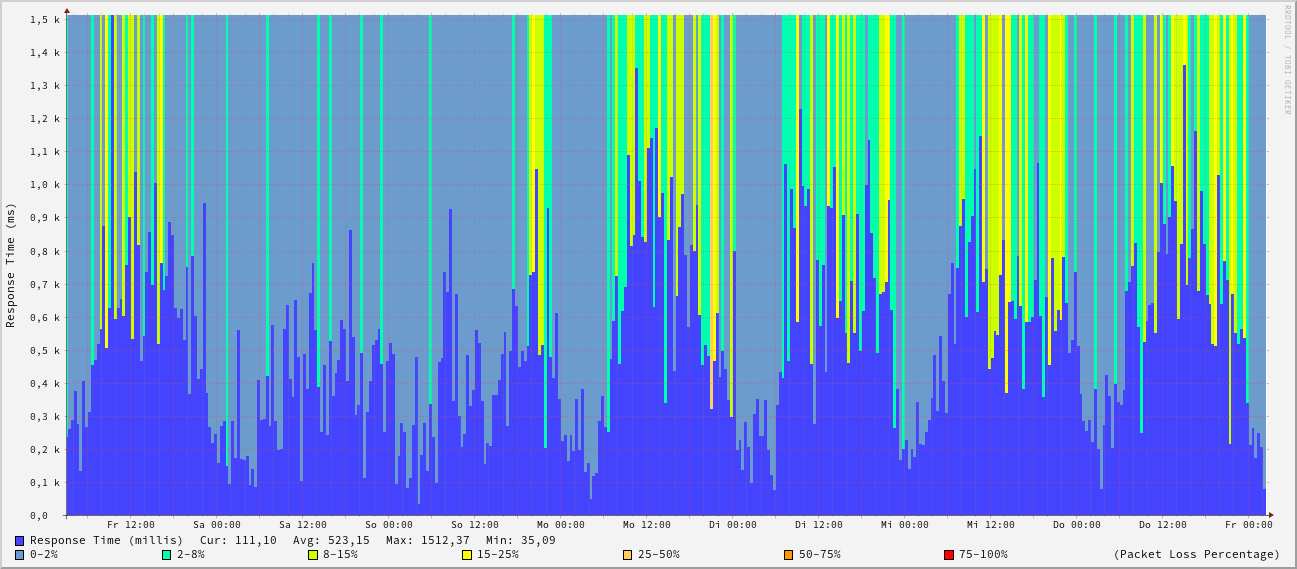 RRDTOOL / TOBI OETIKER
Response Time (ms)
1,5 k
1,4 k
1,3 k
1,2 k
1,1 k
1,0 k
0,9 k
0,8 k
0,7 k
0,6 k
0,5 k
0,4 k
0,3 k
0,2 k
0,1 k
0,0
Fr 12:00 Sa 00:00 Sa 12:00 So 00:00 So 12:00 Mo 00:00 Mo 12:00 Di 00:00 Di 12:00 Mi 00:00 Mi 12:00 Do 00:00 Do 12:00 Fr 00:00
Response Time (millis) Cur: 111,10 Avg: 523,15 Max: 1512,37 Min: 35,09
0-2% 2-8% 8-15% 15-25% 25-50% 50-75% 75-100% (Packet Loss Percentage)